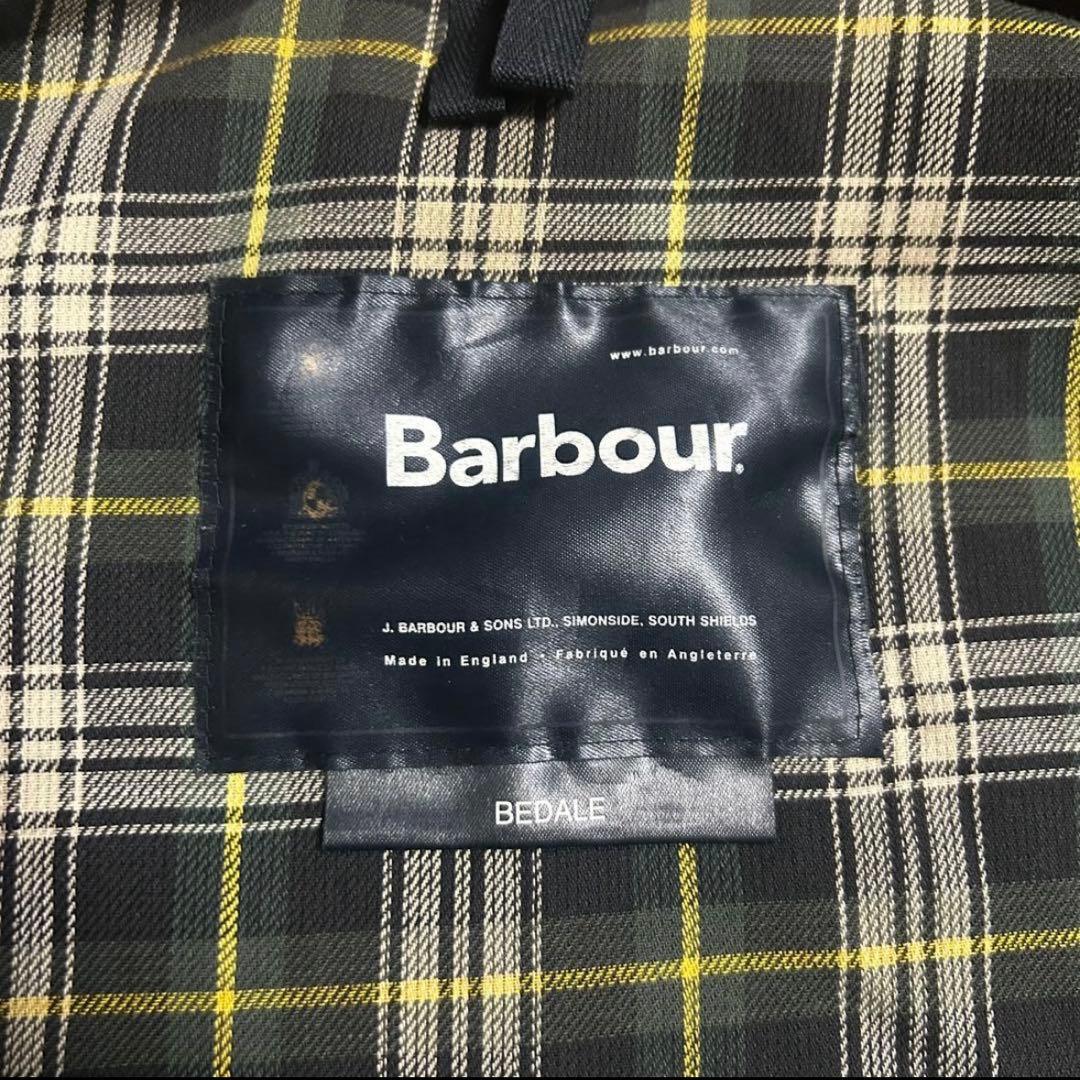 www.barbour.com
Barbour.
J. BARBOUR & SONS LTD., SIMONSIDE, SOUTH SHIELDS
Made in England • Fabriqué en Angleterre
BEDALE